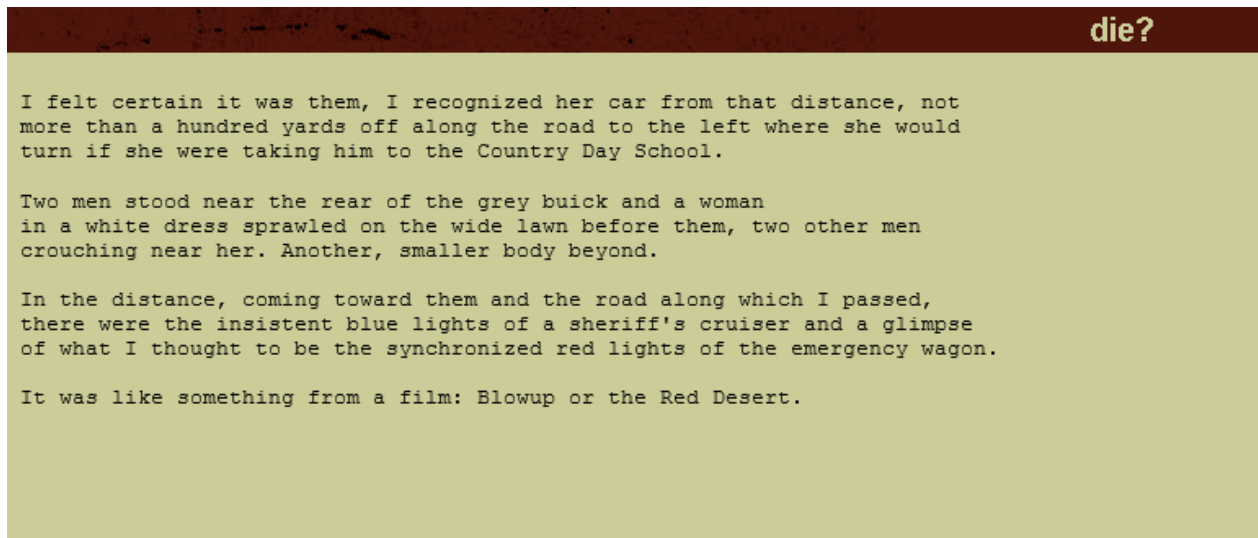 die?
I felt certain it was them, I recognized her car from that distance, not
more than a hundred yards off along the road to the left where she would
turn if she were taking him to the Country Day School.
Two men stood near the rear of the grey buick and a woman
in a white dress sprawled on the wide lawn before them, two other men
crouching near her. Another, smaller body beyond.
In the distance, coming toward them and the road along which I passed,
there were the insistent blue lights of a sheriff's cruiser and a glimpse
of what I thought to be the synchronized red lights of the emergency wagon.
It was like something from a film: Blowup or the Red Desert.